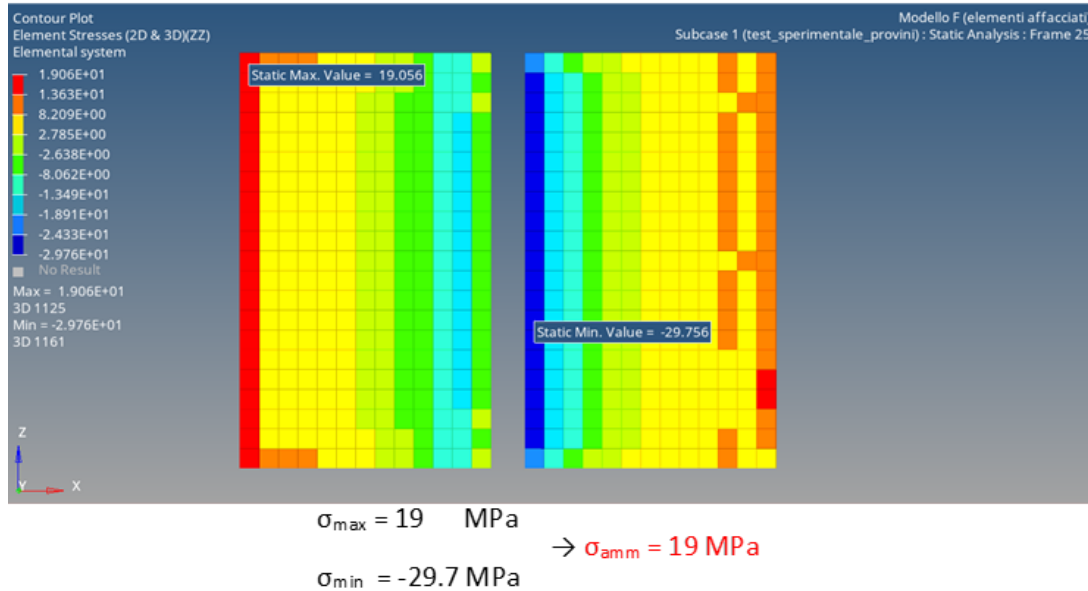 Contour Plot
Element Stresses (2D & 3D)(ZZ)
Elemental system
Modello F (elementi affacciati)
Subcase 1 (test_sperimentale_provini) : Static Analysis : Frame 25
1.906E+01
1.363E+01
8.209E+00
2.785E+00
-2.638E+00
-8.062E+00
-1.349E+01
-1.891E+01
-2.433E+01
-2.976E+01
No Result
Max = 1.906E+01
3D 1125
Min = -2.976E+01
3D 1161
Static Max. Value = 19.056
Static Min. Value = -29.756
Z
Y X
σmax = 19 MPa
→ σamm = 19 MPa
σmin = -29.7 MPa